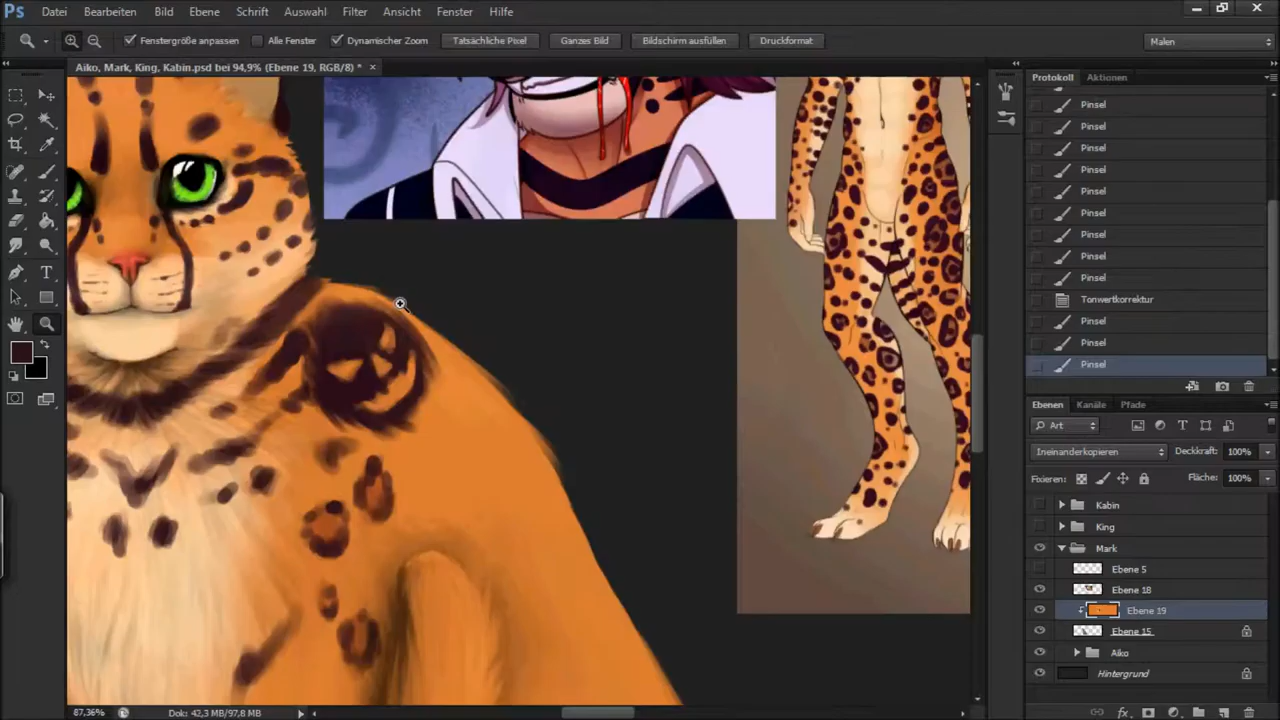 Ps Datei Bearbeiten Bild Ebene Schrift Auswahl Filter Ansicht Fenster Hilfe
Fenstergröße anpassen Alle Fenster Dynamischer Zoom Tatsächliche Pixel Ganzes Bild Bildschirm ausfüllen Druckformat Malen
Aiko, Mark, King, Kabin.psd bei 94,9% (Ebene 19, RGB/8) *
Protokoll Aktionen
Pinsel
Pinsel
Pinsel
Pinsel
Pinsel
Pinsel
Pinsel
Pinsel
Pinsel
Tonwertkorrektur
Pinsel
Pinsel
Pinsel
Ebenen Kanäle Pfade
Art
Ineinanderkopieren Deckkraft: 100%
Fixieren: Fläche: 100%
Kabin
King
Mark
Ebene 5
Ebene 18
Ebene 19
Ebene 15
Aiko
Hintergrund
87,36% Dok: 42,3 MB/97,8 MB